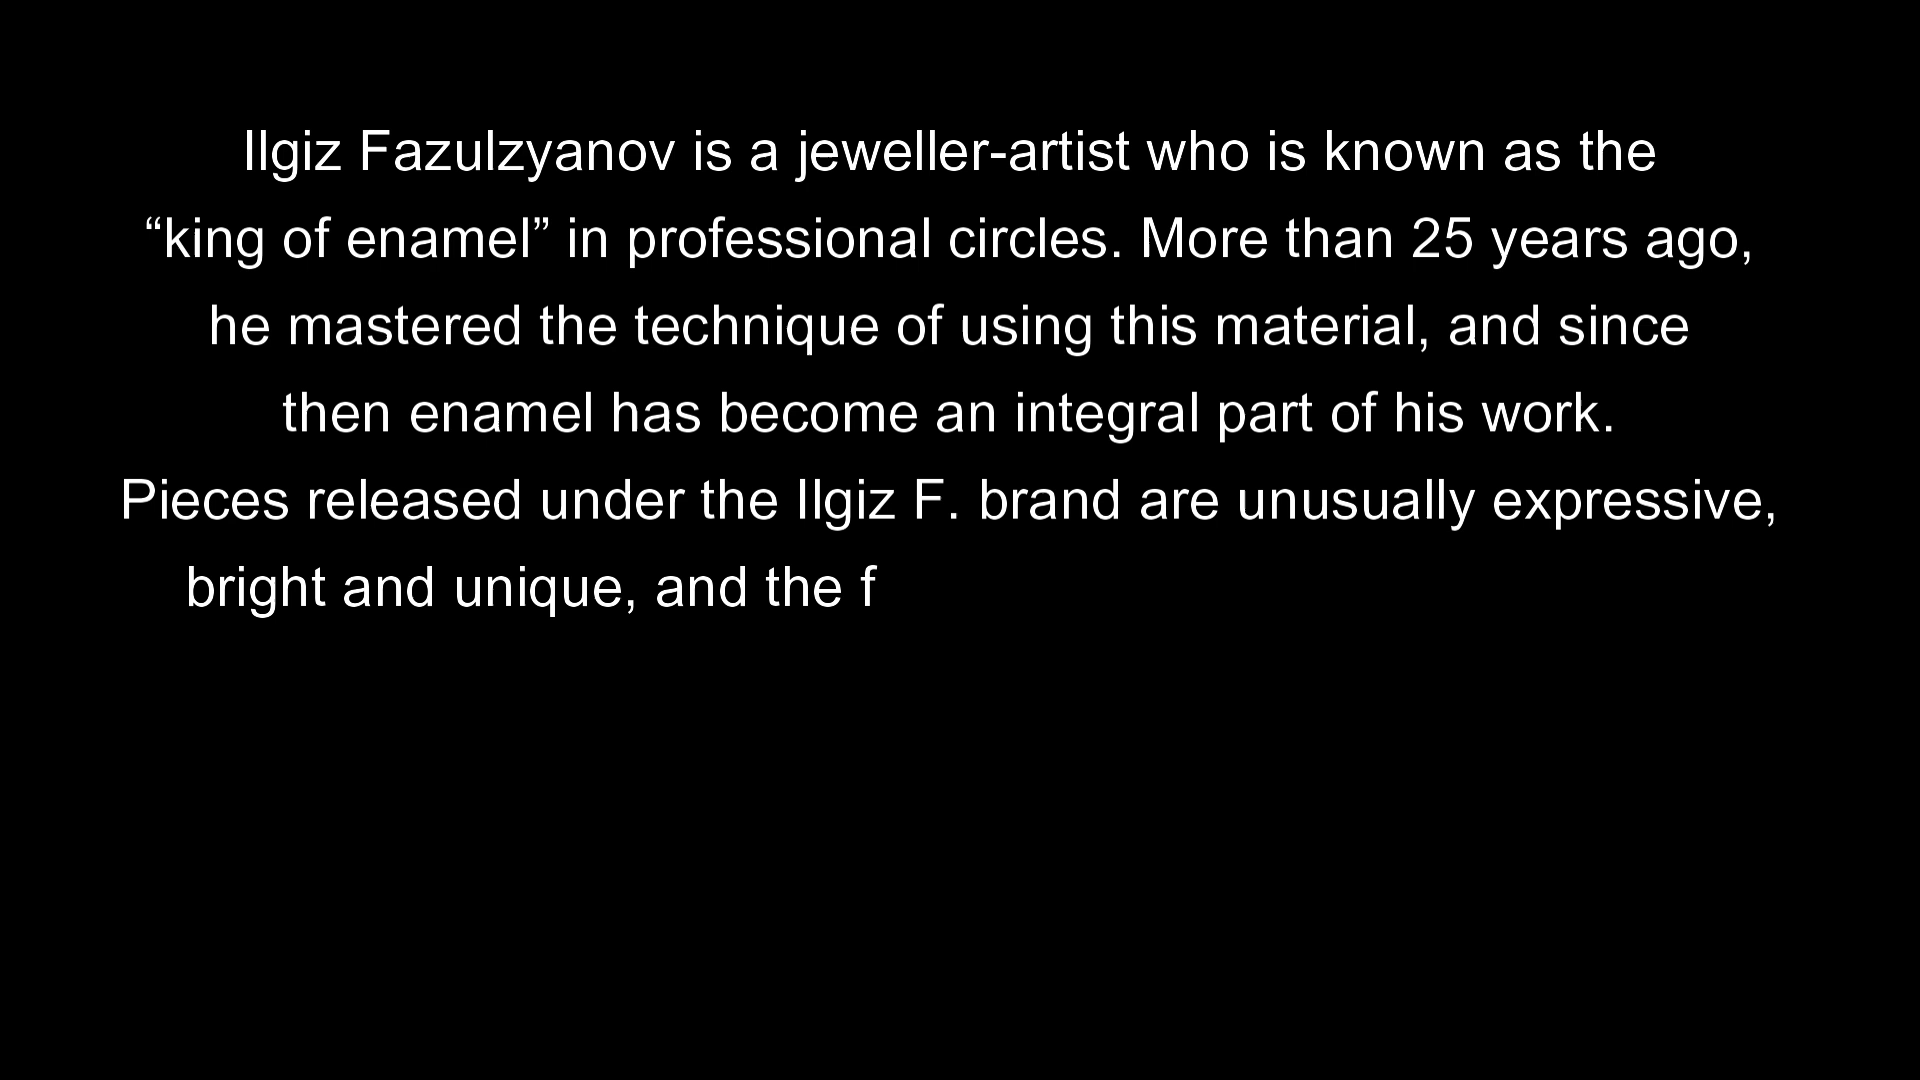 Ilgiz Fazulzyanov is a jeweller-artist who is known as the
“king of enamel” in professional circles. More than 25 years ago,
he mastered the technique of using this material, and since
then enamel has become an integral part of his work.
Pieces released under the Ilgiz F. brand are unusually expressive,
bright and unique, and the f